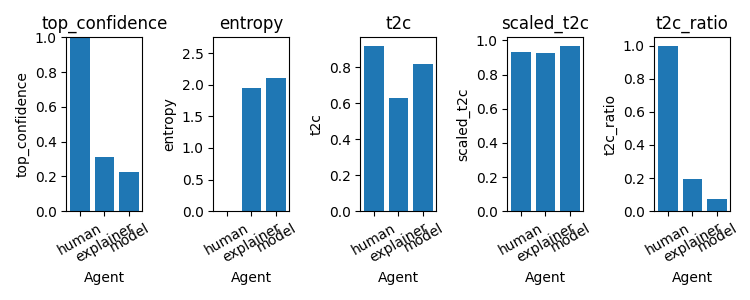 top_confidence
top_confidence
1.0
0.8
0.6
0.4
0.2
0.0
human
explainer
model
Agent
entropy
entropy
2.5
2.0
1.5
1.0
0.5
0.0
human
explainer
model
Agent
t2c
t2c
0.8
0.6
0.4
0.2
0.0
human
explainer
model
Agent
scaled_t2c
scaled_t2c
1.0
0.8
0.6
0.4
0.2
0.0
human
explainer
model
Agent
t2c_ratio
t2c_ratio
1.0
0.8
0.6
0.4
0.2
0.0
human
explainer
model
Agent